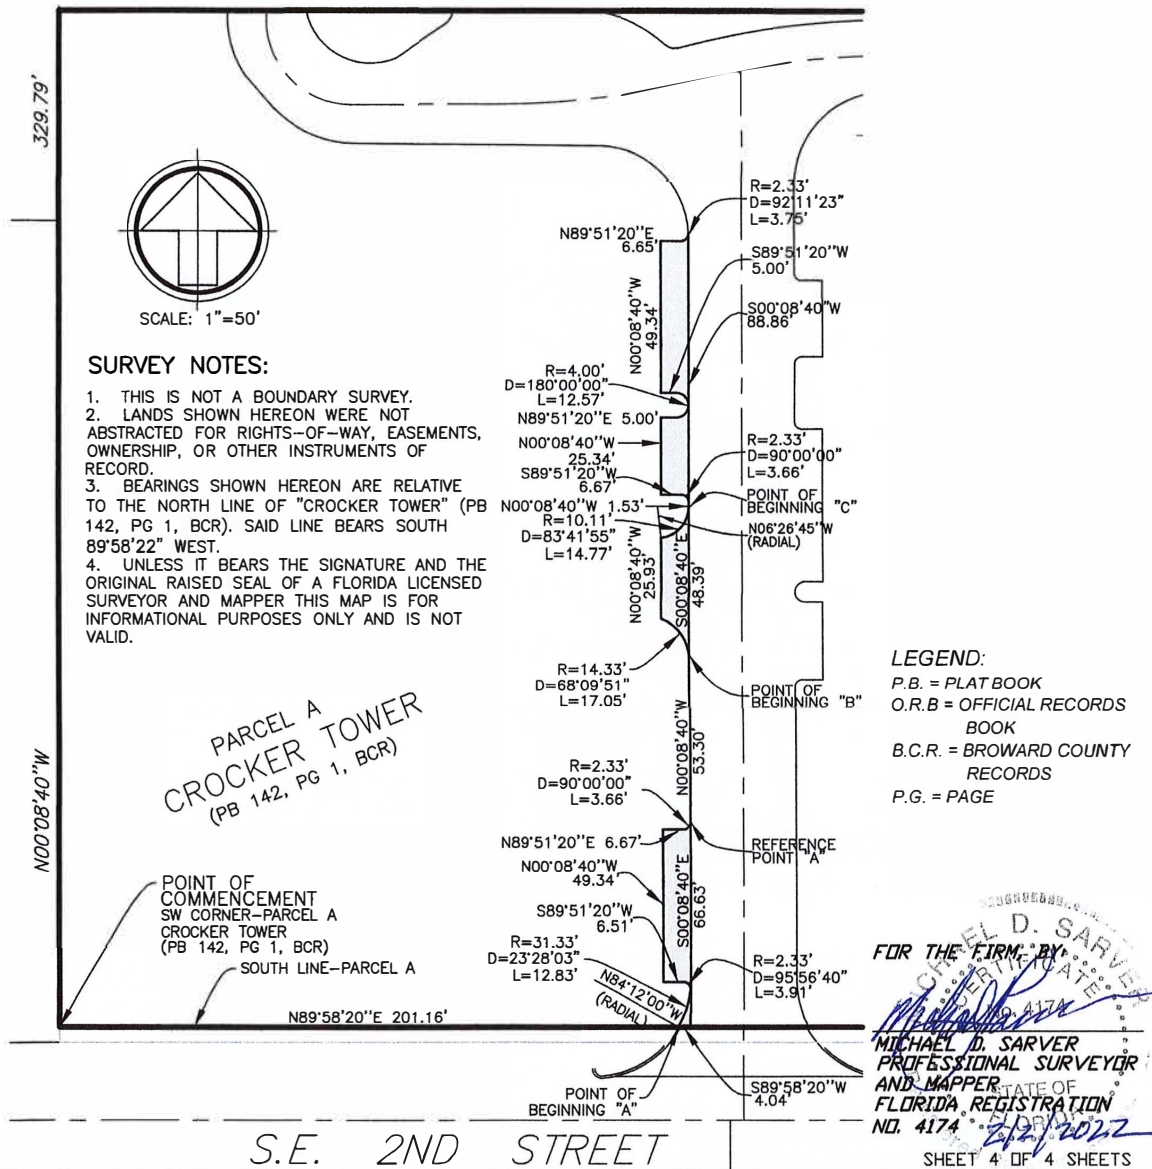 329.79'
SCALE: 1"=50'
SURVEY NOTES:
1. THIS IS NOT A BOUNDARY SURVEY.
2. LANDS SHOWN HEREON WERE NOT
ABSTRACTED FOR RIGHTS-OF-WAY, EASEMENTS,
OWNERSHIP, OR OTHER INSTRUMENTS OF
RECORD.
3. BEARINGS SHOWN HEREON ARE RELATIVE
TO THE NORTH LINE OF "CROCKER TOWER" (PB
142, PG 1, BCR). SAID LINE BEARS SOUTH
89°58'22" WEST.
4. UNLESS IT BEARS THE SIGNATURE AND THE
ORIGINAL RAISED SEAL OF A FLORIDA LICENSED
SURVEYOR AND MAPPER THIS MAP IS FOR
INFORMATIONAL PURPOSES ONLY AND IS NOT
VALID.
R=2.33'
D=92°11'23"
L=3.75'
N89°51'20"E
6.65'
S89°51'20"W
5.00'
N00°08'40"W
49.34'
S00°08'40"W
88.86'
R=4.00'
D=180°00'00"
L=12.57'
N89°51'20"E 5.00'
N00°08'40"W
25.34'
S89°51'20"W
6.67'
R=2.33'
D=90°00'00"
L=3.66'
N00°08'40"W 1.53'
POINT OF
BEGINNING "C"
R=10.11'
D=83°41'55"
L=14.77'
N06°26'45"W
(RADIAL)
N00°08'40"W
25.93'
S00°08'40"E
48.39'
R=14.33'
D=68°09'51"
L=17.05'
POINT OF
BEGINNING "B"
N00°08'40"W
53.30'
R=2.33'
D=90°00'00"
L=3.66'
N89°51'20"E 6.67'
REFERENCE
POINT "A"
N00°08'40"W
49.34'
S00°08'40"E
66.63'
S89°51'20"W
6.51'
R=31.33'
D=23°28'03"
L=12.83'
R=2.33'
D=95°56'40"
L=3.91'
N84°12'00"W
(RADIAL)
PARCEL A
CROCKER TOWER
(PB 142, PG 1, BCR)
N00°08'40"W
POINT OF
COMMENCEMENT
SW CORNER-PARCEL A
CROCKER TOWER
(PB 142, PG 1, BCR)
SOUTH LINE-PARCEL A
N89°58'20"E 201.16'
POINT OF
BEGINNING "A"
S89°58'20"W
4.04'
S.E. 2ND STREET
LEGEND:
P.B. = PLAT BOOK
O.R.B = OFFICIAL RECORDS
BOOK
B.C.R. = BROWARD COUNTY
RECORDS
P.G. = PAGE
FOR THE FIRM, BY:
MICHAEL D. SARVER
PROFESSIONAL SURVEYOR
AND MAPPER
FLORIDA REGISTRATION
NO. 4174
2/2/2022
MICHAEL D. SARVER
CERTIFICATE
NO. 4174
STATE OF
FLORIDA
SHEET 4 OF 4 SHEETS